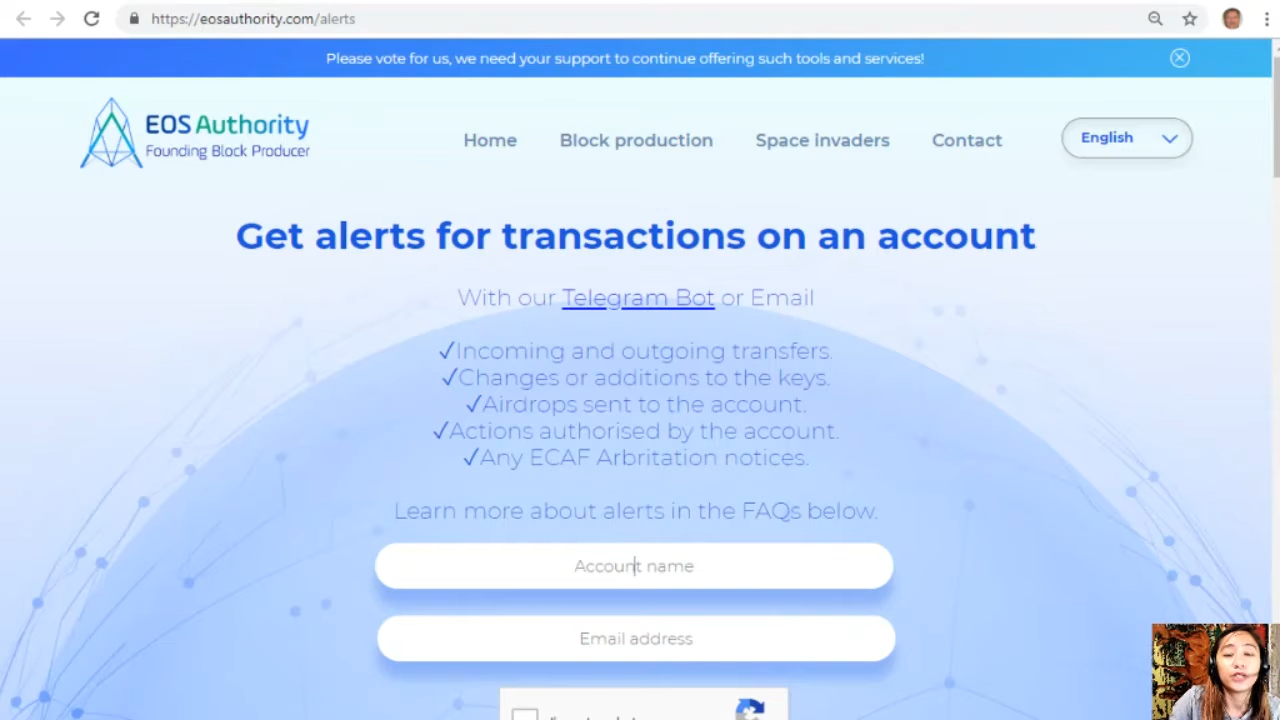 https://eosauthority.com/alerts
Please vote for us, we need your support to continue offering such tools and services!
EOS Authority
Founding Block Producer
Home
Block production
Space invaders
Contact
English
Get alerts for transactions on an account
With our Telegram Bot or Email
✓Incoming and outgoing transfers.
✓Changes or additions to the keys.
✓Airdrops sent to the account.
✓Actions authorised by the account.
✓Any ECAF Arbritation notices.
Learn more about alerts in the FAQs below.
Account name
Email address